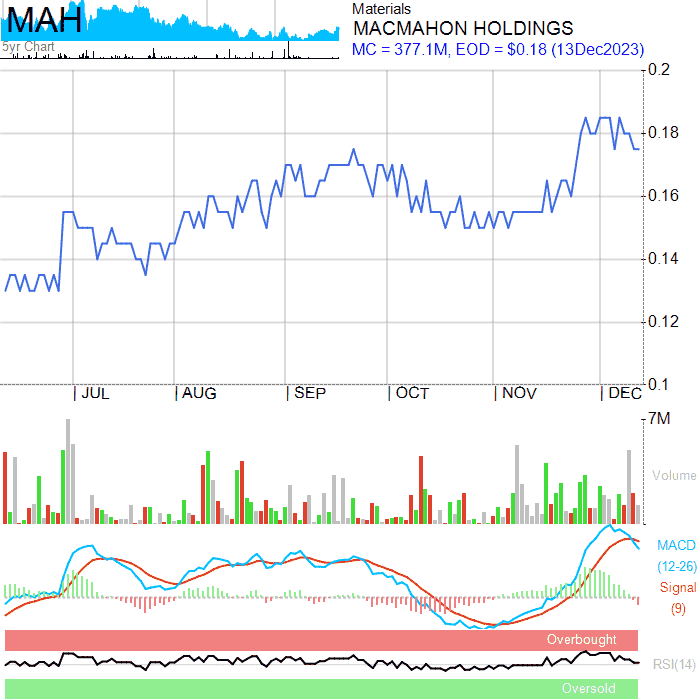 MAH
5yr Chart
Materials
MACMAHON HOLDINGS
MC = 377.1M, EOD = $0.18 (13Dec2023)
0.2
0.18
0.16
0.14
0.12
0.1
JUL AUG SEP OCT NOV DEC
7M
Volume
MACD
(12-26)
Signal
(9)
Overbought
RSI(14)
Oversold